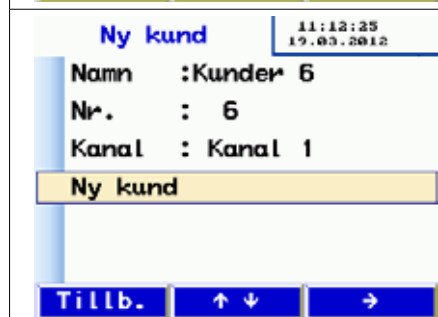 Ny kund
11:12:25
19.03.2012
Namn :Kunder 6
Nr. : 6
Kanal : Kanal 1
Ny kund
Tillb. ↑ ↓ →